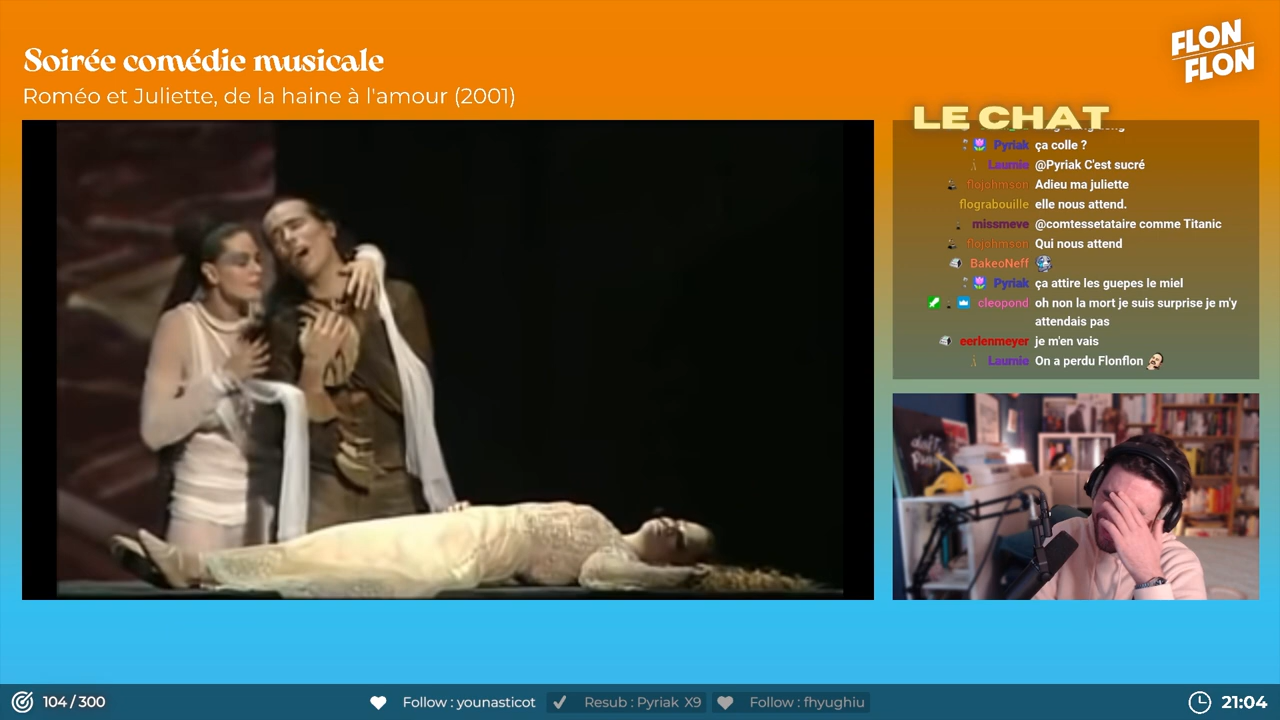 Soirée comédie musicale
Roméo et Juliette, de la haine à l'amour (2001)
FLON
FLON
LE CHAT
Pyriak ça colle ?
Laurnie @Pyriak C'est sucré
flojohmson Adieu ma juliette
flograbouille elle nous attend.
missmeve @comtessetataire comme Titanic
flojohmson Qui nous attend
BakeoNeff
Pyriak ça attire les guepes le miel
cleopond oh non la mort je suis surprise je m'y
attendais pas
eerlenmeyer je m'en vais
Laurnie On a perdu Flonflon
104 / 300
Follow : younasticot
Resub : Pyriak X9
Follow : fhyughiu
21:04